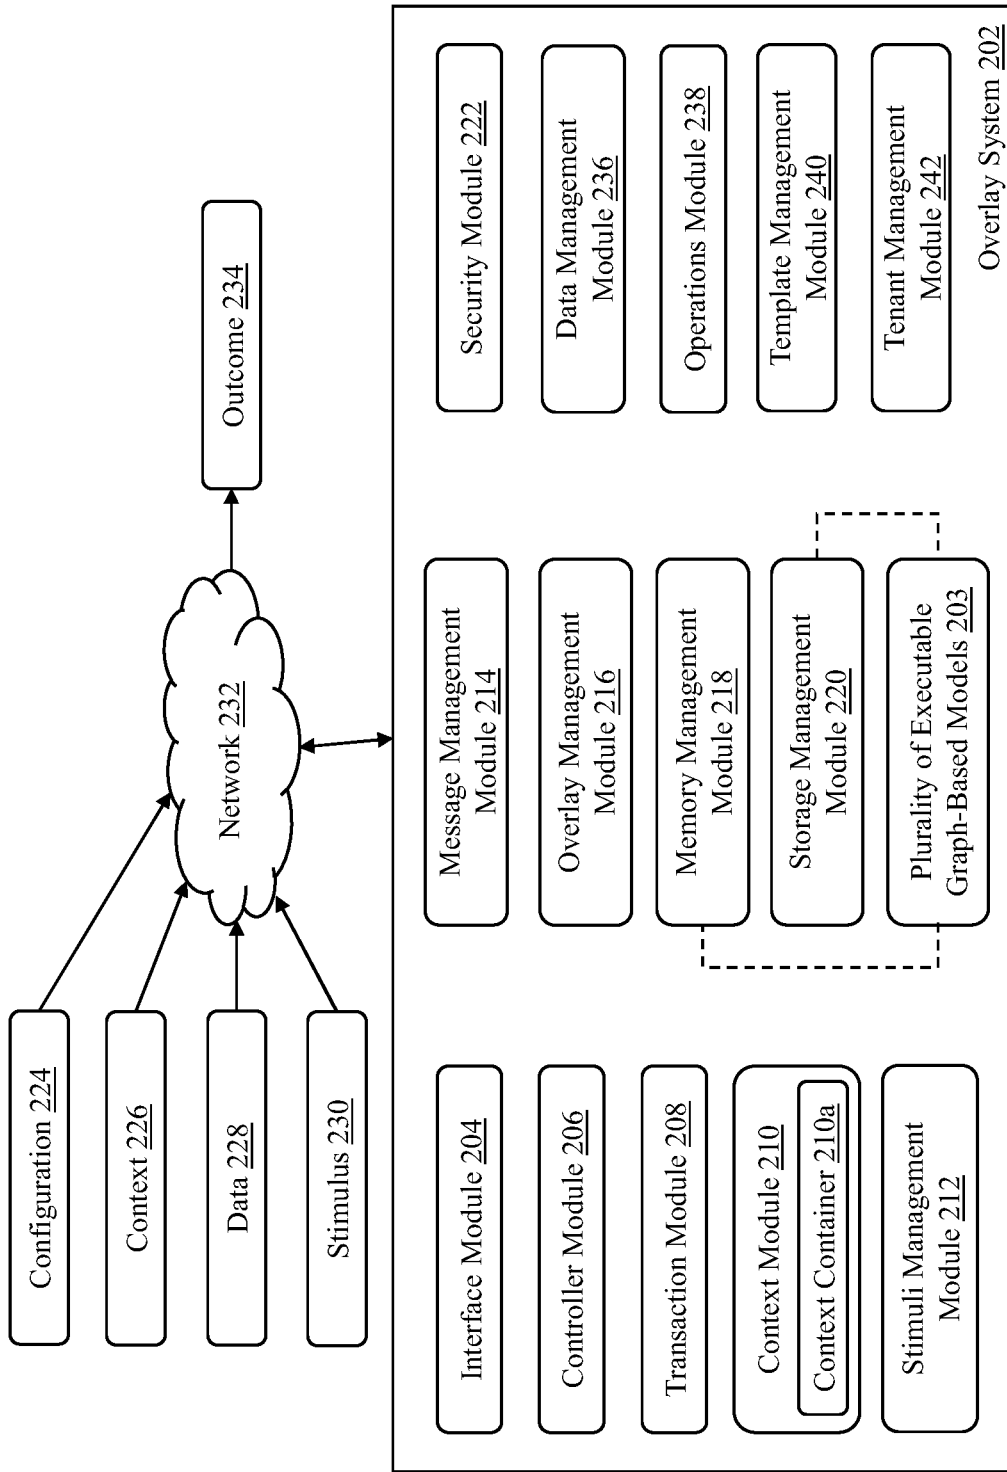 Configuration 224
Context 226
Data 228
Stimulus 230
Network 232
Outcome 234
Interface Module 204
Controller Module 206
Transaction Module 208
Context Module 210
Context Container 210a
Stimuli Management
Module 212
Message Management
Module 214
Overlay Management
Module 216
Memory Management
Module 218
Storage Management
Module 220
Plurality of Executable
Graph-Based Models 203
Security Module 222
Data Management
Module 236
Operations Module 238
Template Management
Module 240
Tenant Management
Module 242
Overlay System 202